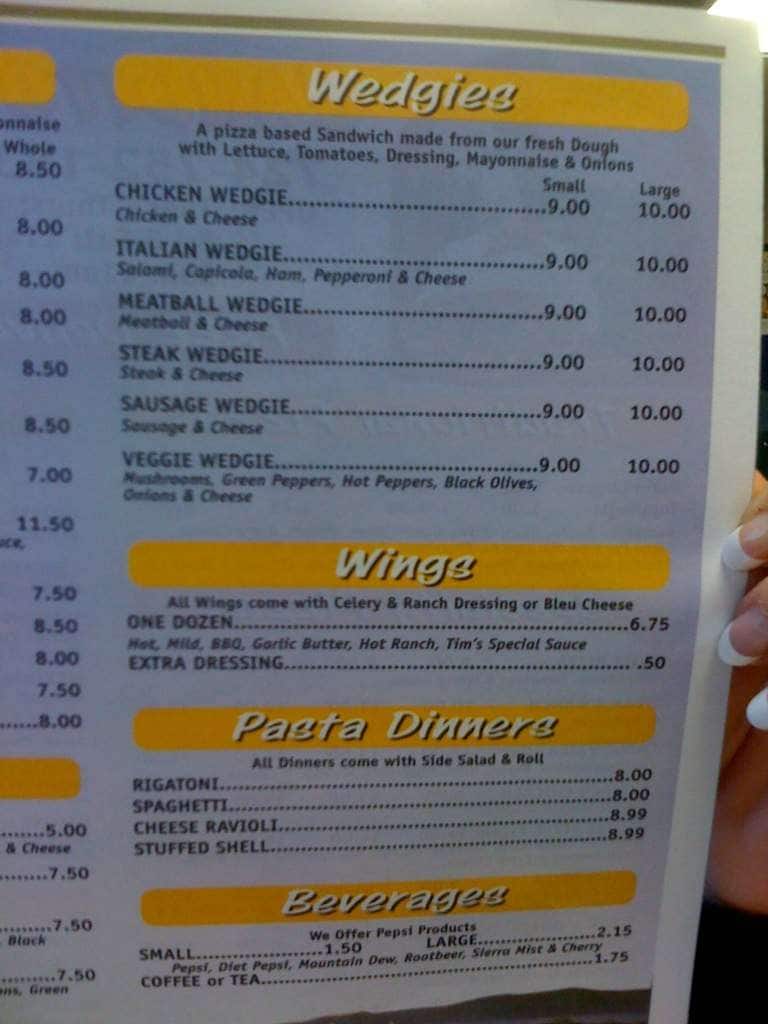 onnaise
Whole
8.50
8.00
8.00
8.00
8.50
8.50
7.00
11.50
7.50
8.50
8.00
7.50
......8.00
.......5.00
& Cheese
........7.50
.........7.50
Black
.........7.50
Green
Wedgies
A pizza based Sandwich made from our fresh Dough
with Lettuce, Tomatoes, Dressing, Mayonnaise & Onions
Small Large
CHICKEN WEDGIE.......................................9.00 10.00
Chicken & Cheese
ITALIAN WEDGIE.......................................9.00 10.00
Salami, Capicola, Ham, Pepperoni & Cheese
MEATBALL WEDGIE.......................................9.00 10.00
Meatball & Cheese
STEAK WEDGIE.......................................9.00 10.00
Steak & Cheese
SAUSAGE WEDGIE.......................................9.00 10.00
Sausage & Cheese
VEGGIE WEDGIE.......................................9.00 10.00
Mushrooms, Green Peppers, Hot Peppers, Black Olives,
Onions & Cheese
Wings
All Wings come with Celery & Ranch Dressing or Bleu Cheese
ONE DOZEN.......................................................6.75
Hot, Mild, BBQ, Garlic Butter, Hot Ranch, Tim's Special Sauce
EXTRA DRESSING................................................ .50
Pasta Dinners
All Dinners come with Side Salad & Roll
RIGATONI.......................................................8.00
SPAGHETTI.......................................................8.00
CHEESE RAVIOLI................................................8.99
STUFFED SHELL................................................8.99
Beverages
We Offer Pepsi Products
SMALL...................1.50 LARGE.................2.15
Pepsi, Diet Pepsi, Mountain Dew, Rootbeer, Sierra Mist & Cherry
COFFEE or TEA................................................1.75